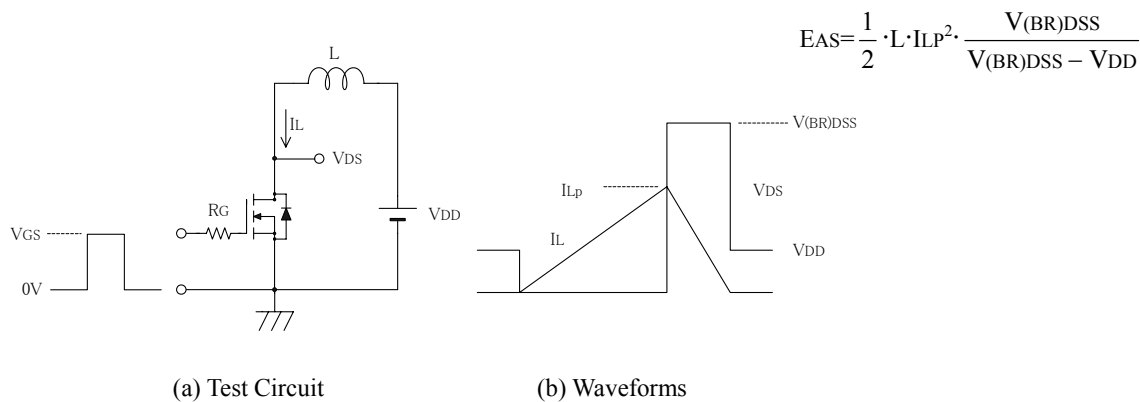 EAS=1/2 ·L·ILP²· V(BR)DSS / V(BR)DSS – VDD
L
IL
VDS
RG
VDD
VGS
0V
V(BR)DSS
ILp
VDS
IL
VDD
(a) Test Circuit
(b) Waveforms